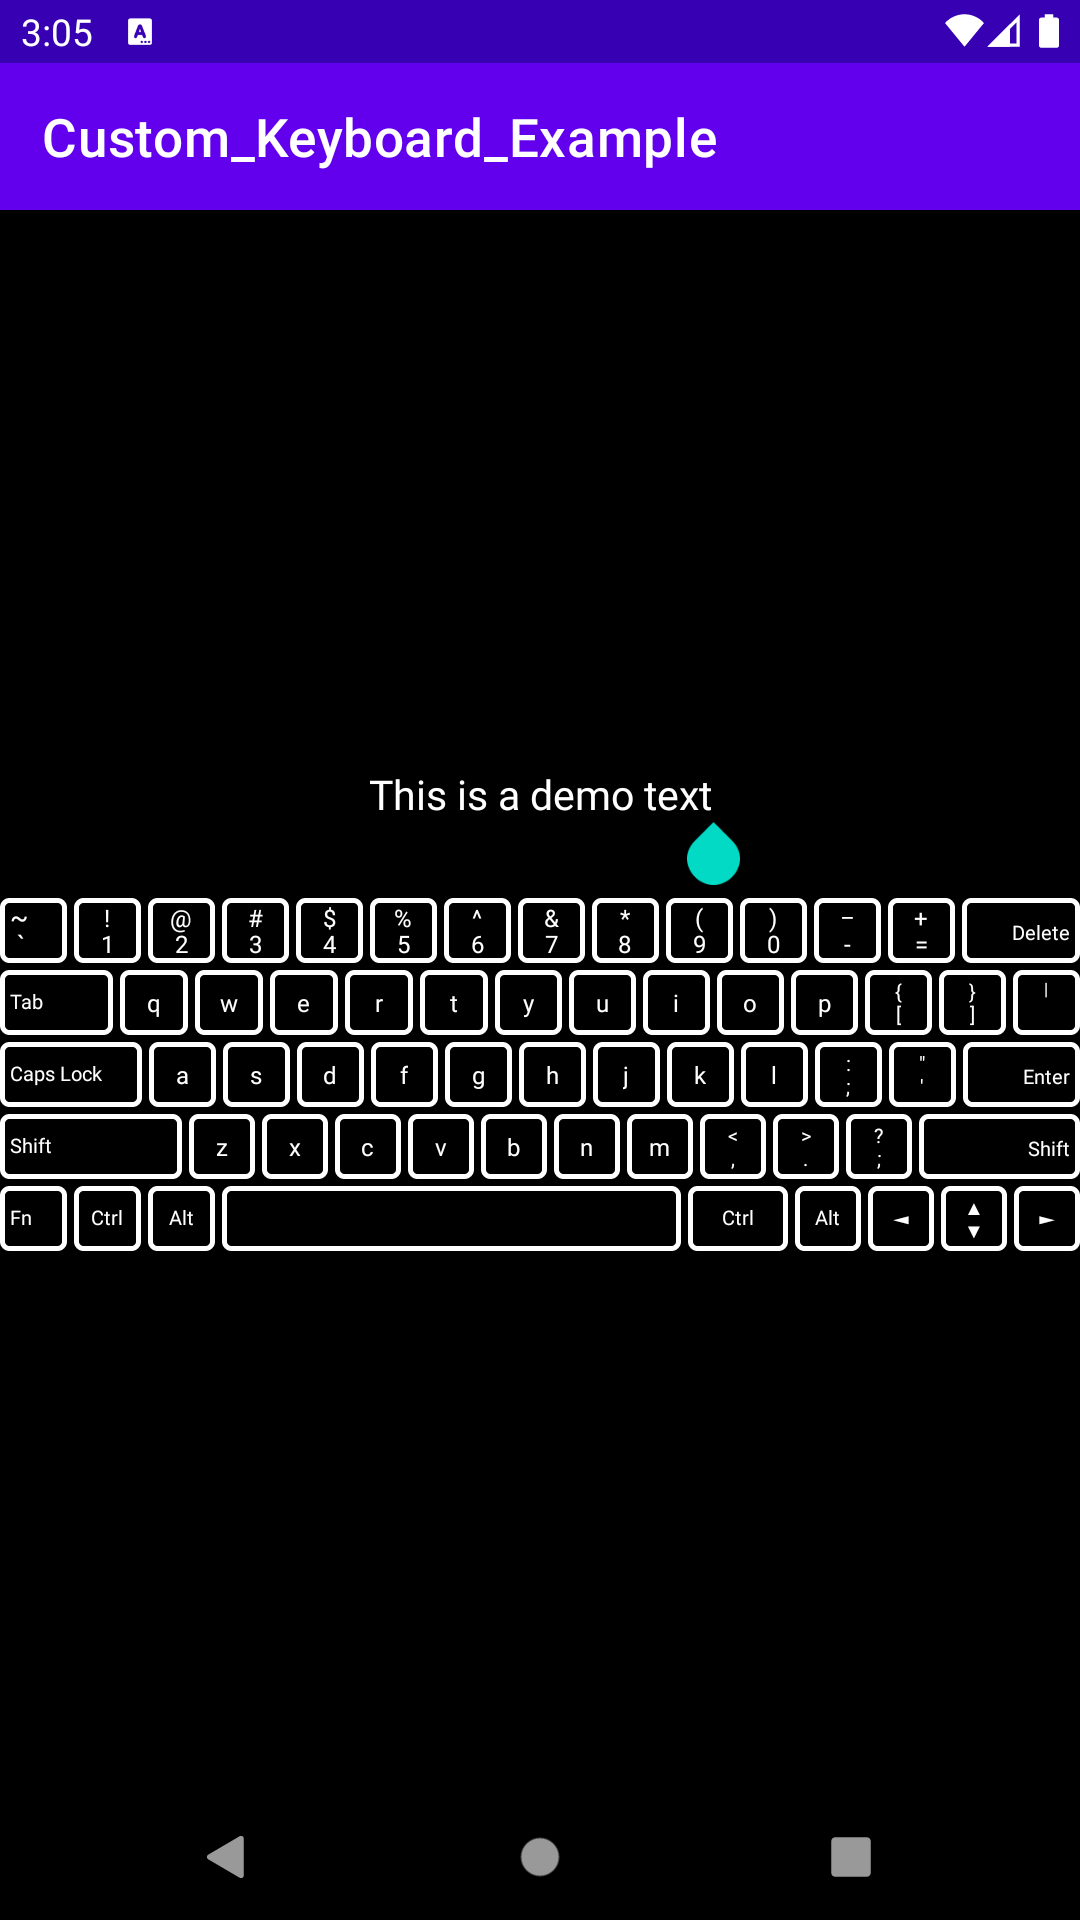 3:05
Custom_Keyboard_Example
This is a demo text
~ ! @ # $ % ^ & * ( ) _ +
` 1 2 3 4 5 6 7 8 9 0 - = Delete
Tab q w e r t y u i o p { } |
[ ]
Caps Lock a s d f g h j k l : " Enter
; '
Shift z x c v b n m < > ? Shift
, . ;
Fn Ctrl Alt Ctrl Alt ◄ ▲ ►
▼